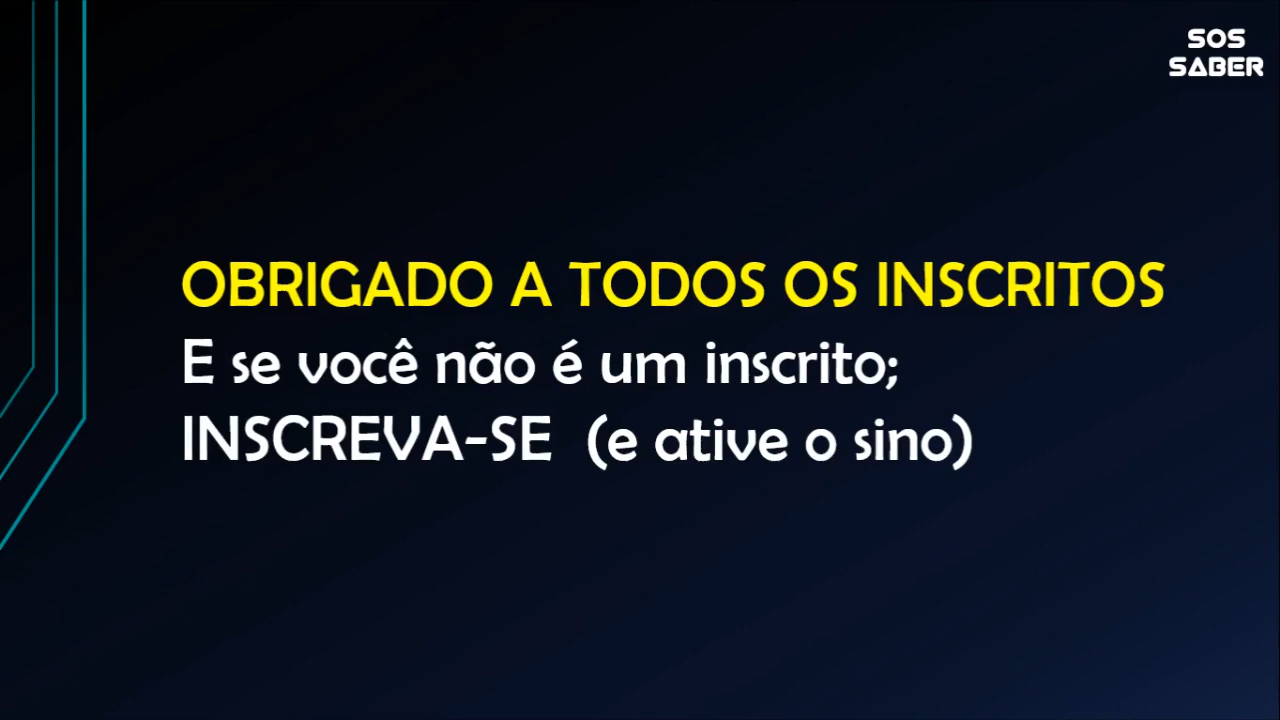 SOS
SABER
OBRIGADO A TODOS OS INSCRITOS
E se você não é um inscrito;
INSCREVA-SE (e ative o sino)